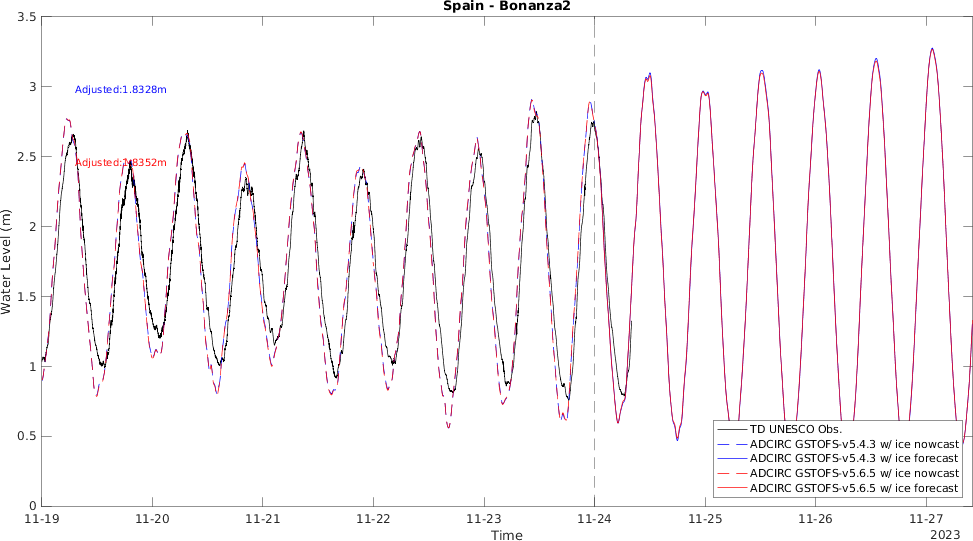 Spain - Bonanza2
3.5
3
2.5
2
1.5
1
0.5
0
Water Level (m)
Adjusted:1.8328m
Adjusted:1.8352m
TD UNESCO Obs.
ADCIRC GSTOFS-v5.4.3 w/ ice nowcast
ADCIRC GSTOFS-v5.4.3 w/ ice forecast
ADCIRC GSTOFS-v5.6.5 w/ ice nowcast
ADCIRC GSTOFS-v5.6.5 w/ ice forecast
11-19 11-20 11-21 11-22 11-23 11-24 11-25 11-26 11-27
Time
2023